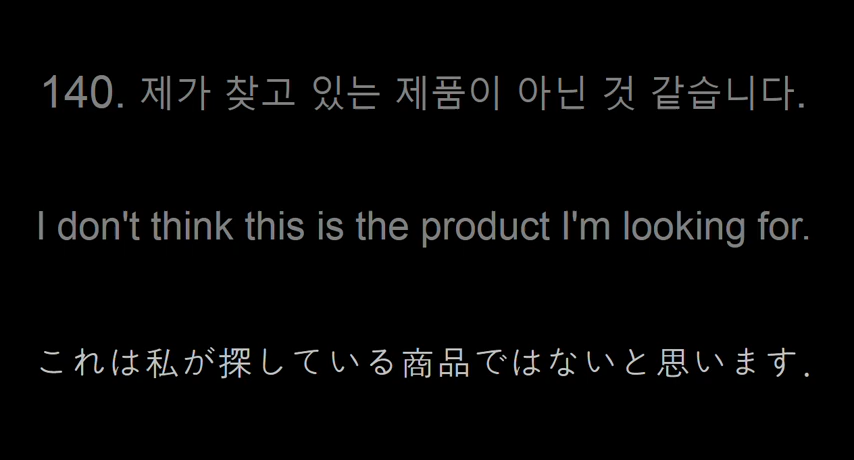 140. 제가 찾고 있는 제품이 아닌 것 같습니다.
I don't think this is the product I'm looking for.
これは私が探している商品ではないと思います.